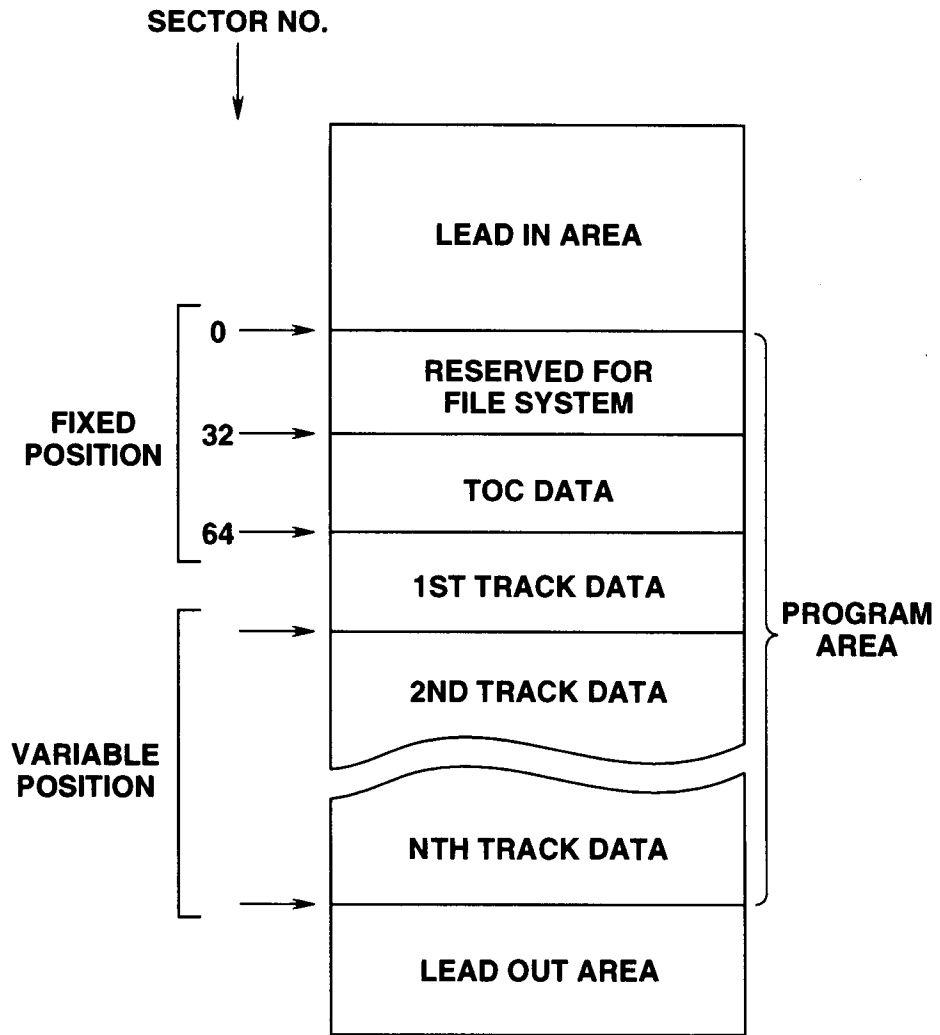 SECTOR NO.
LEAD IN AREA
0
RESERVED FOR
FILE SYSTEM
FIXED
POSITION
32
TOC DATA
64
1ST TRACK DATA
PROGRAM
AREA
2ND TRACK DATA
VARIABLE
POSITION
NTH TRACK DATA
LEAD OUT AREA